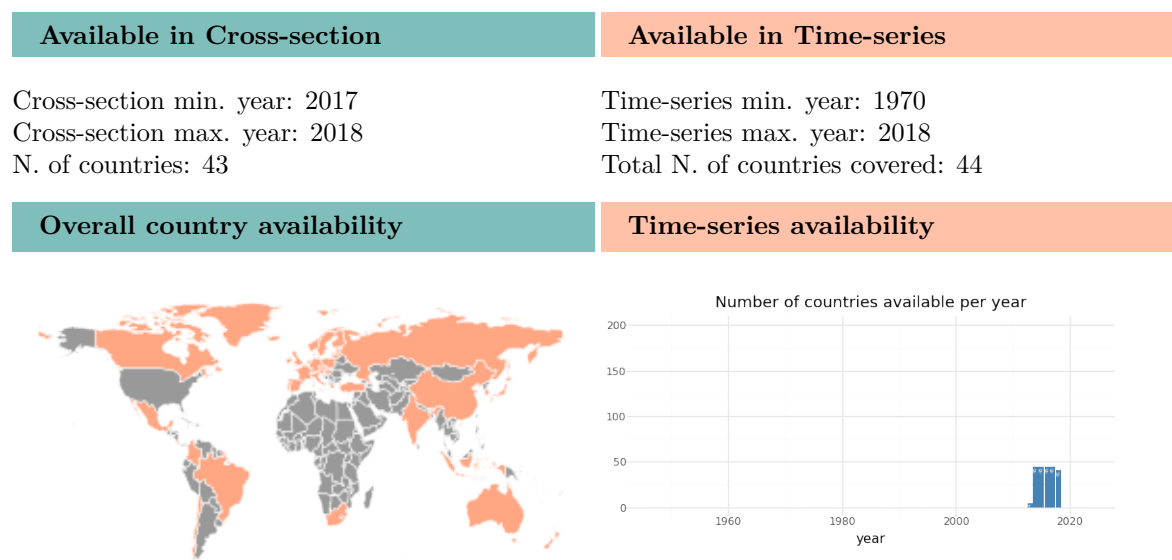 Available in Cross-section
Available in Time-series
Cross-section min. year: 2017
Cross-section max. year: 2018
N. of countries: 43
Time-series min. year: 1970
Time-series max. year: 2018
Total N. of countries covered: 44
Overall country availability
Time-series availability
Number of countries available per year
200
150
100
50
0
1960
1980
2000
2020
year